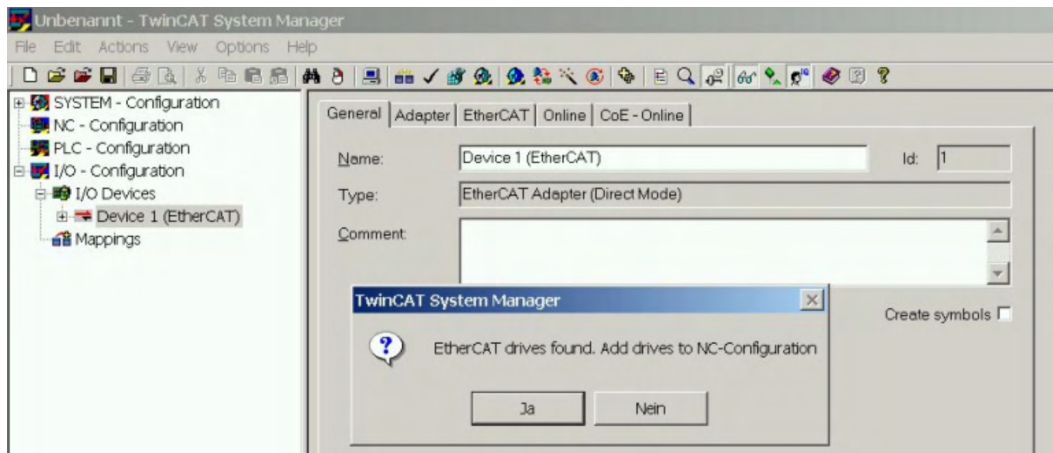 Unbenannt - TwinCAT System Manager
File Edit Actions View Options Help
SYSTEM - Configuration
NC - Configuration
PLC - Configuration
I/O - Configuration
I/O Devices
Device 1 (EtherCAT)
Mappings
General Adapter EtherCAT Online CoE - Online
Name: Device 1 (EtherCAT) Id: 1
Type: EtherCAT Adapter (Direct Mode)
Comment:
TwinCAT System Manager
Create symbols
EtherCAT drives found. Add drives to NC-Configuration
Ja Nein